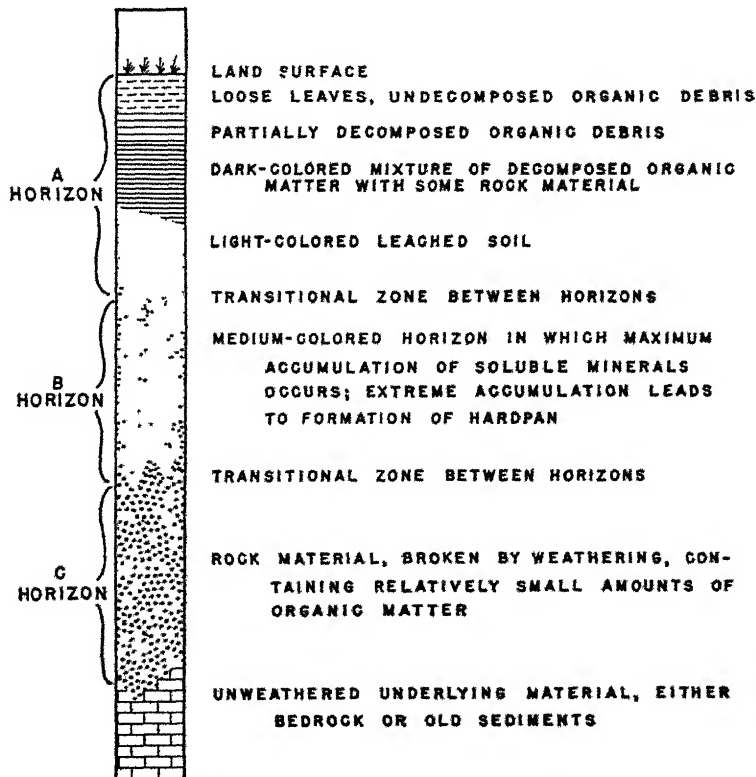 LAND SURFACE
LOOSE LEAVES, UNDECOMPOSED ORGANIC DEBRIS
PARTIALLY DECOMPOSED ORGANIC DEBRIS
A
HORIZON
DARK-COLORED MIXTURE OF DECOMPOSED ORGANIC
MATTER WITH SOME ROCK MATERIAL
LIGHT-COLORED LEACHED SOIL
TRANSITIONAL ZONE BETWEEN HORIZONS
B
HORIZON
MEDIUM-COLORED HORIZON IN WHICH MAXIMUM
ACCUMULATION OF SOLUBLE MINERALS
OCCURS; EXTREME ACCUMULATION LEADS
TO FORMATION OF HARDPAN
TRANSITIONAL ZONE BETWEEN HORIZONS
C
HORIZON
ROCK MATERIAL, BROKEN BY WEATHERING, CON-
TAINING RELATIVELY SMALL AMOUNTS OF
ORGANIC MATTER
UNWEATHERED UNDERLYING MATERIAL, EITHER
BEDROCK OR OLD SEDIMENTS